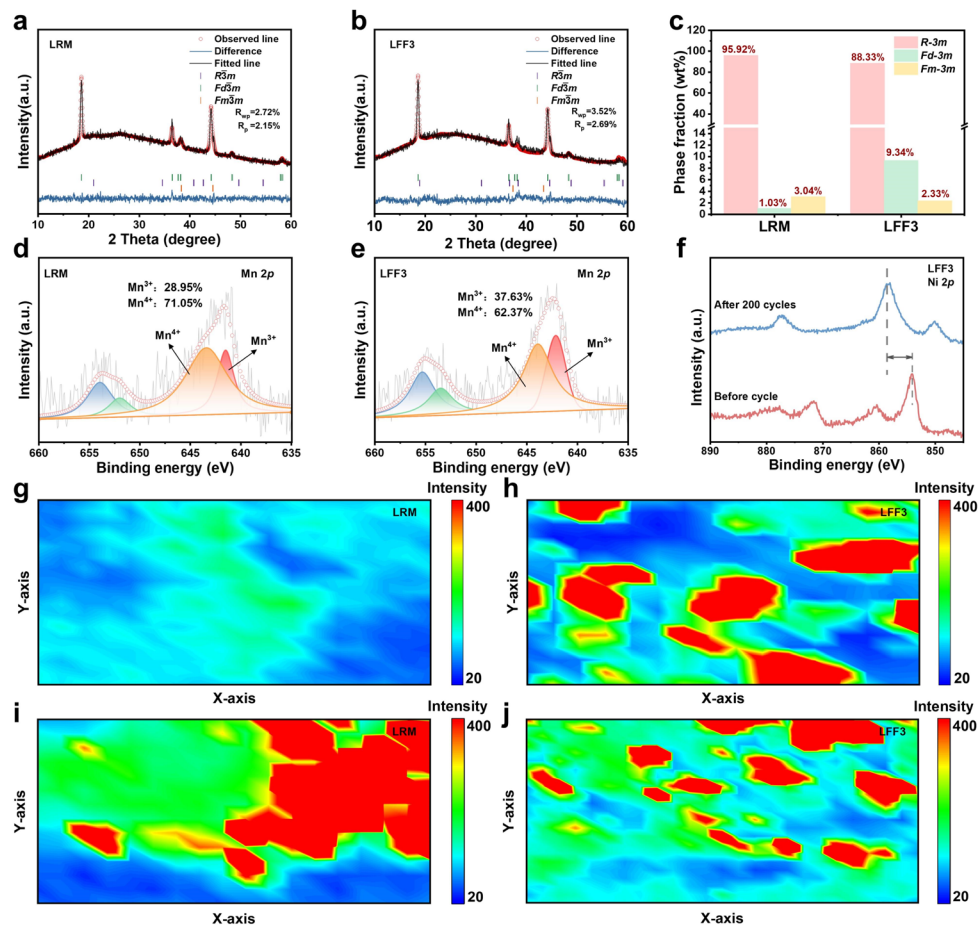 a
LRM
Observed line
Difference
Fitted line
R3̅m
Fd3̅m
Fm3̅m
Rwp=2.72%
Rp=2.15%
Intensity(a.u.)
10 20 30 40 50 60
2 Theta (degree)
b
LFF3
Observed line
Difference
Fitted line
R3̅m
Fd3̅m
Fm3̅m
Rwp=3.52%
Rp=2.69%
Intensity(a.u.)
10 20 30 40 50 60
2 Theta (degree)
c
Phase fraction (wt%)
120
100
80
60
40
14
12
10
8
6
4
2
0
R-3m
Fd-3m
Fm-3m
95.92%
88.33%
1.03%
3.04%
9.34%
2.33%
LRM LFF3
d
LRM Mn 2p
Mn3+: 28.95%
Mn4+: 71.05%
Mn4+
Mn3+
Intensity (a.u.)
660 655 650 645 640 635
Binding energy (eV)
e
LFF3 Mn 2p
Mn3+: 37.63%
Mn4+: 62.37%
Mn4+
Mn3+
Intensity (a.u.)
660 655 650 645 640 635
Binding energy (eV)
f
LFF3
Ni 2p
After 200 cycles
Before cycle
Intensity (a.u.)
890 880 870 860 850
Binding energy (eV)
g
LRM
Intensity
400
20
Y-axis
X-axis
h
LFF3
Intensity
400
20
Y-axis
X-axis
i
LRM
Intensity
400
20
Y-axis
X-axis
j
LFF3
Intensity
400
20
Y-axis
X-axis